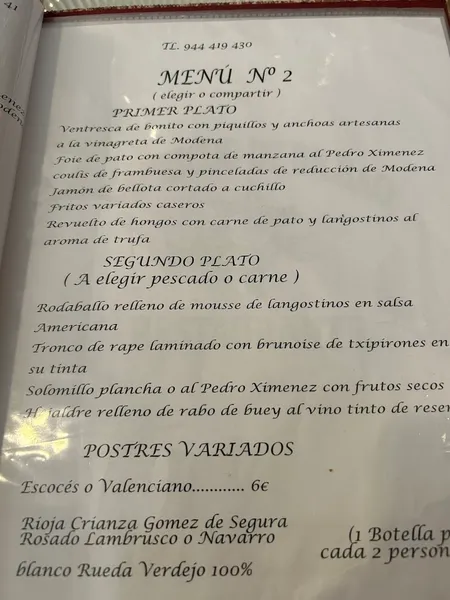 41
TL. 944 419 430
MENÚ Nº 2
( elegir o compartir )
PRIMER PLATO
Ventresca de bonito con piquillos y anchoas artesanas
a la vinagreta de Modena
Foie de pato con compota de manzana al Pedro Ximenez
coulis de frambuesa y pinceladas de reducción de Modena
Jamón de bellota cortado a cuchillo
Fritos variados caseros
Revuelto de hongos con carne de pato y langostinos al
aroma de trufa
SEGUNDO PLATO
( A elegir pescado o carne )
Rodaballo relleno de mousse de langostinos en salsa
Americana
Tronco de rape laminado con brunoise de txipirones en
su tinta
Solomillo plancha o al Pedro Ximenez con frutos secos
Hojaldre relleno de rabo de buey al vino tinto de reser
POSTRES VARIADOS
Escocés o Valenciano............ 6€
Rioja Crianza Gomez de Segura
Rosado Lambrusco o Navarro (1 Botella p
cada 2 person
blanco Rueda Verdejo 100%